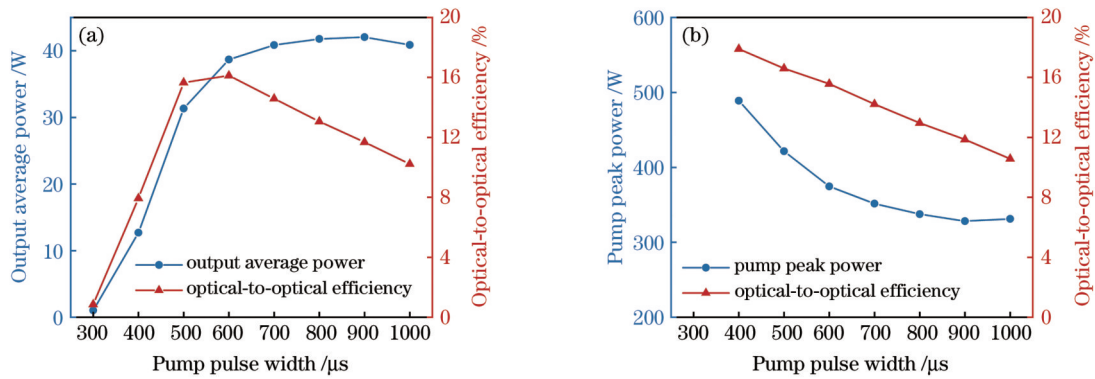 (a)
Output average power /W
40
30
20
10
0
20
16
12
8
4
0
Optical-to-optical efficiency /%
output average power
optical-to-optical efficiency
300 400 500 600 700 800 900 1000
Pump pulse width /μs
(b)
Pump peak power /W
600
500
400
300
200
20
16
12
8
4
0
Optical-to-optical efficiency /%
pump peak power
optical-to-optical efficiency
300 400 500 600 700 800 900 1000
Pump pulse width /μs